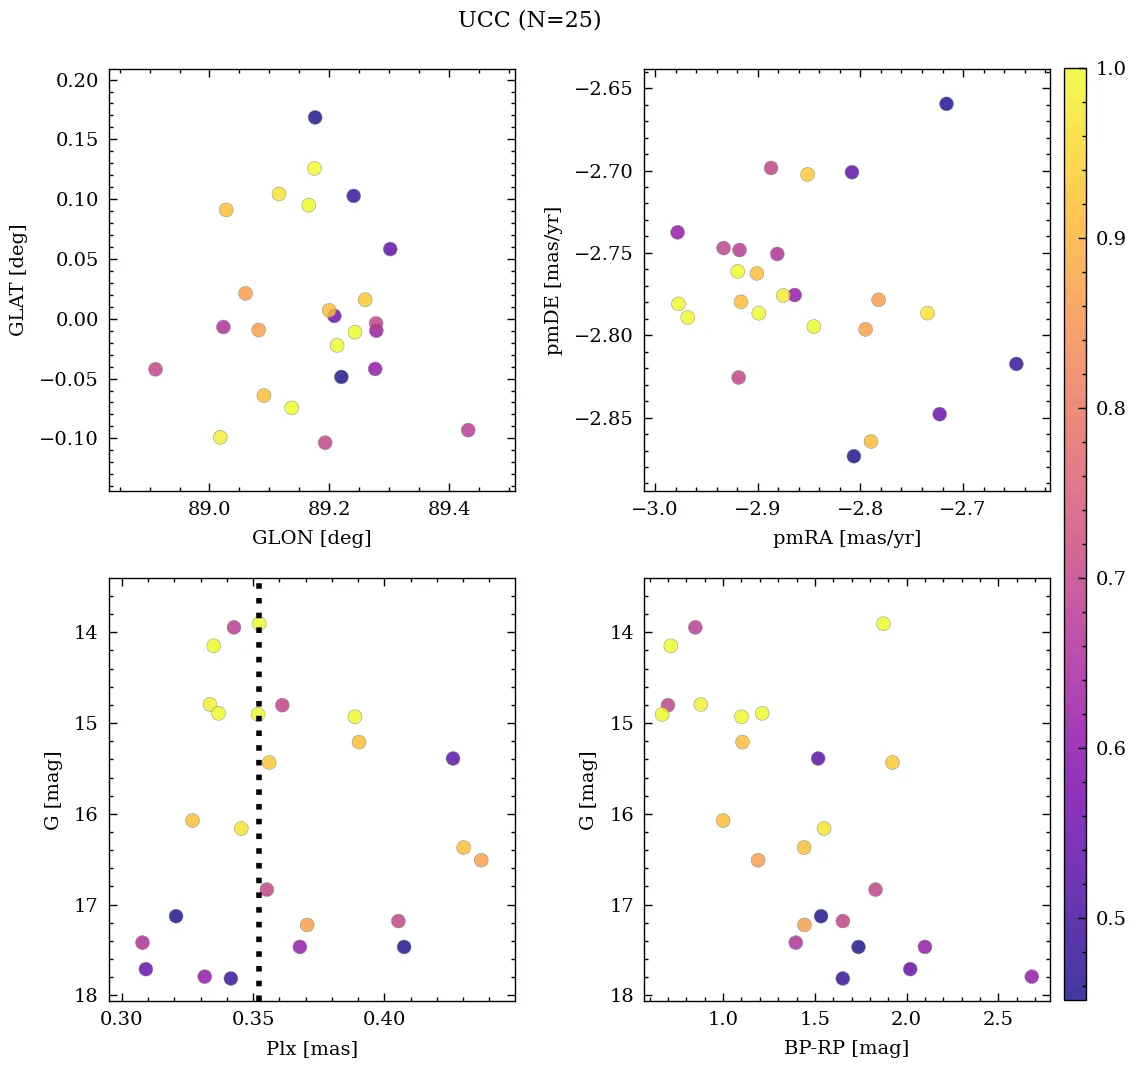 UCC (N=25)
0.20
0.15
0.10
0.05
0.00
−0.05
−0.10
GLAT [deg]
89.0 89.2 89.4
GLON [deg]
−2.65
−2.70
−2.75
−2.80
−2.85
pmDE [mas/yr]
−3.0 −2.9 −2.8 −2.7
pmRA [mas/yr]
14
15
16
17
18
G [mag]
0.30 0.35 0.40
Plx [mas]
14
15
16
17
18
G [mag]
1.0 1.5 2.0 2.5
BP-RP [mag]
1.0
0.9
0.8
0.7
0.6
0.5